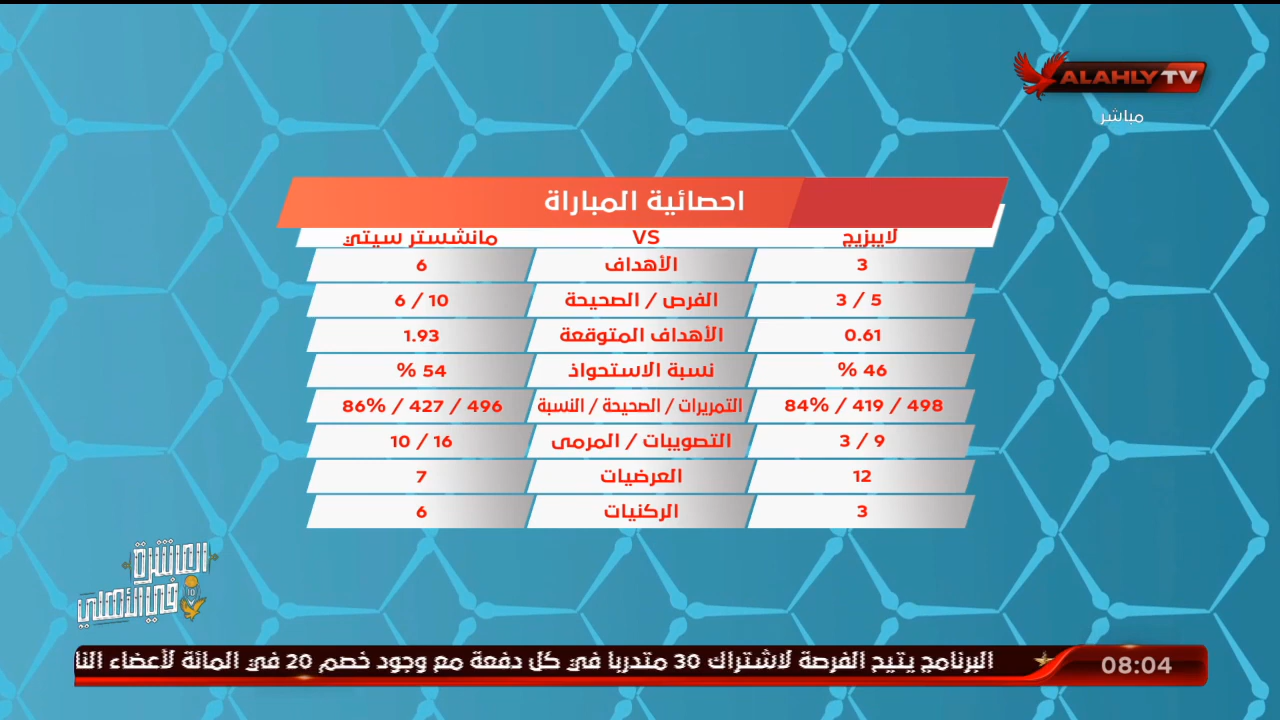 ALAHLY TV
مباشر
احصائية المباراة
لايبزيج VS مانشستر سيتي
3 الأهداف 6
3 / 5 الفرص / الصحيحة 6 / 10
0.61 الأهداف المتوقعة 1.93
% 46 نسبة الاستحواذ % 54
84% / 419 / 498 التمريرات / الصحيحة / النسبة 86% / 427 / 496
3 / 9 التصويبات / المرمى 10 / 16
12 العرضيات 7
3 الركنيات 6
العاشرة
في الأهلي
08:04 البرنامج يتيح الفرصة لاشتراك 30 متدربا في كل دفعة مع وجود خصم 20 في المائة لأعضاء النا